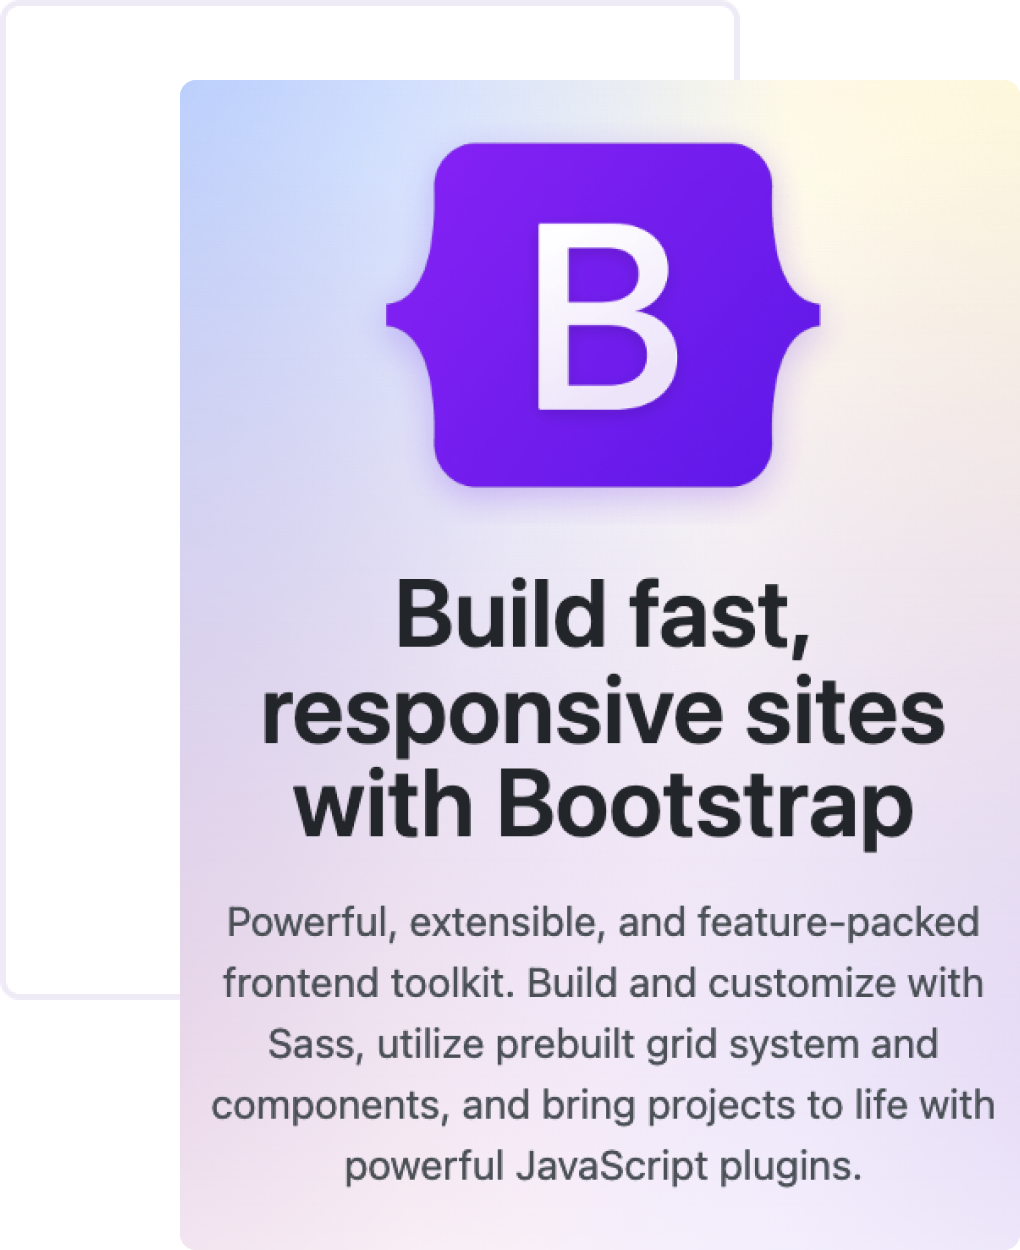 B
Build fast,
responsive sites
with Bootstrap
Powerful, extensible, and feature-packed
frontend toolkit. Build and customize with
Sass, utilize prebuilt grid system and
components, and bring projects to life with
powerful JavaScript plugins.